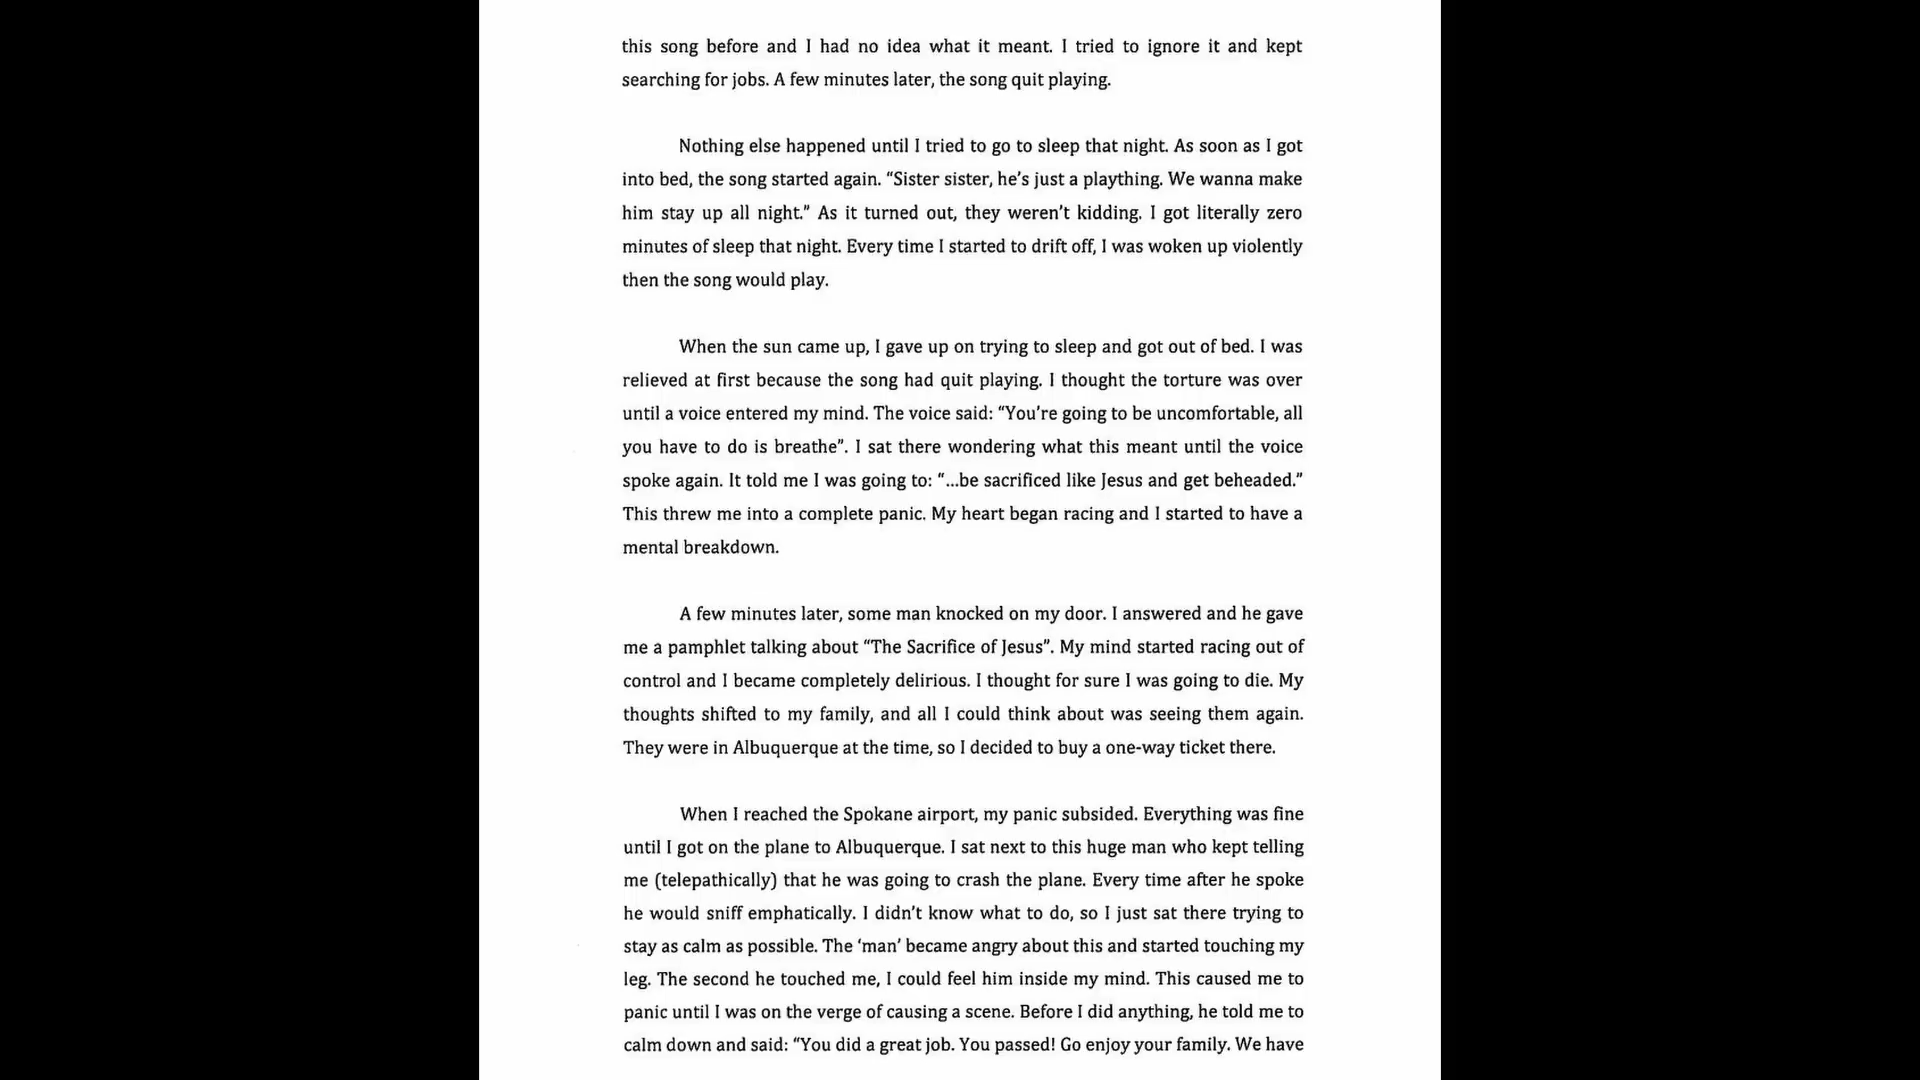 this song before and I had no idea what it meant. I tried to ignore it and kept
searching for jobs. A few minutes later, the song quit playing.
Nothing else happened until I tried to go to sleep that night. As soon as I got
into bed, the song started again. “Sister sister, he’s just a plaything. We wanna make
him stay up all night.” As it turned out, they weren’t kidding. I got literally zero
minutes of sleep that night. Every time I started to drift off, I was woken up violently
then the song would play.
When the sun came up, I gave up on trying to sleep and got out of bed. I was
relieved at first because the song had quit playing. I thought the torture was over
until a voice entered my mind. The voice said: “You’re going to be uncomfortable, all
you have to do is breathe”. I sat there wondering what this meant until the voice
spoke again. It told me I was going to: “...be sacrificed like Jesus and get beheaded.”
This threw me into a complete panic. My heart began racing and I started to have a
mental breakdown.
A few minutes later, some man knocked on my door. I answered and he gave
me a pamphlet talking about “The Sacrifice of Jesus”. My mind started racing out of
control and I became completely delirious. I thought for sure I was going to die. My
thoughts shifted to my family, and all I could think about was seeing them again.
They were in Albuquerque at the time, so I decided to buy a one-way ticket there.
When I reached the Spokane airport, my panic subsided. Everything was fine
until I got on the plane to Albuquerque. I sat next to this huge man who kept telling
me (telepathically) that he was going to crash the plane. Every time after he spoke
he would sniff emphatically. I didn’t know what to do, so I just sat there trying to
stay as calm as possible. The ‘man’ became angry about this and started touching my
leg. The second he touched me, I could feel him inside my mind. This caused me to
panic until I was on the verge of causing a scene. Before I did anything, he told me to
calm down and said: “You did a great job. You passed! Go enjoy your family. We have